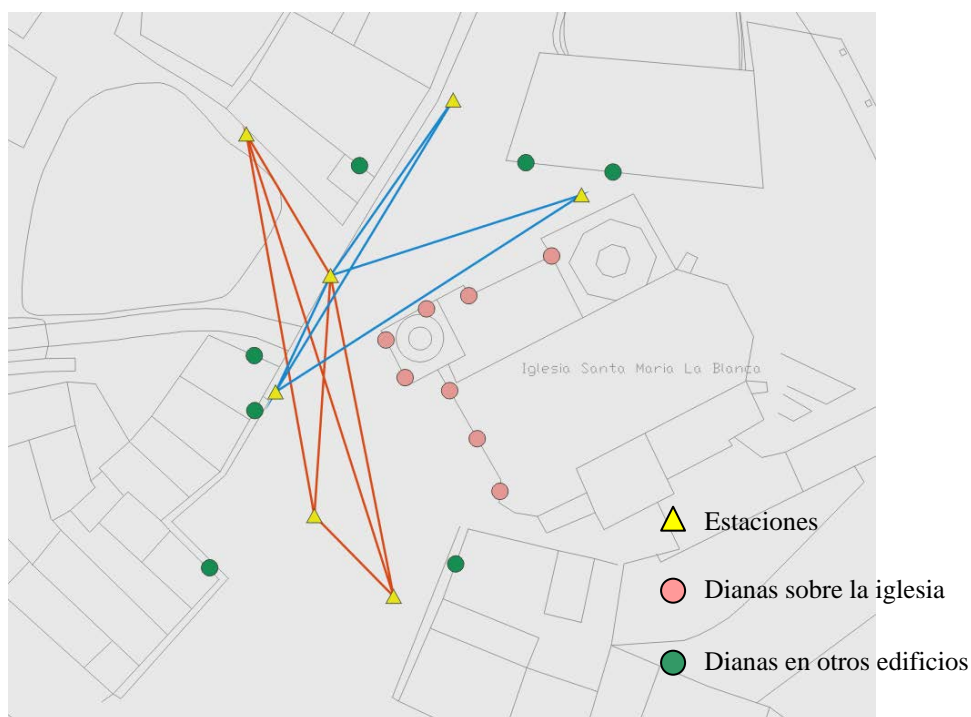 Iglesia Santa Maria La Blanca
Estaciones
Dianas sobre la iglesia
Dianas en otros edificios